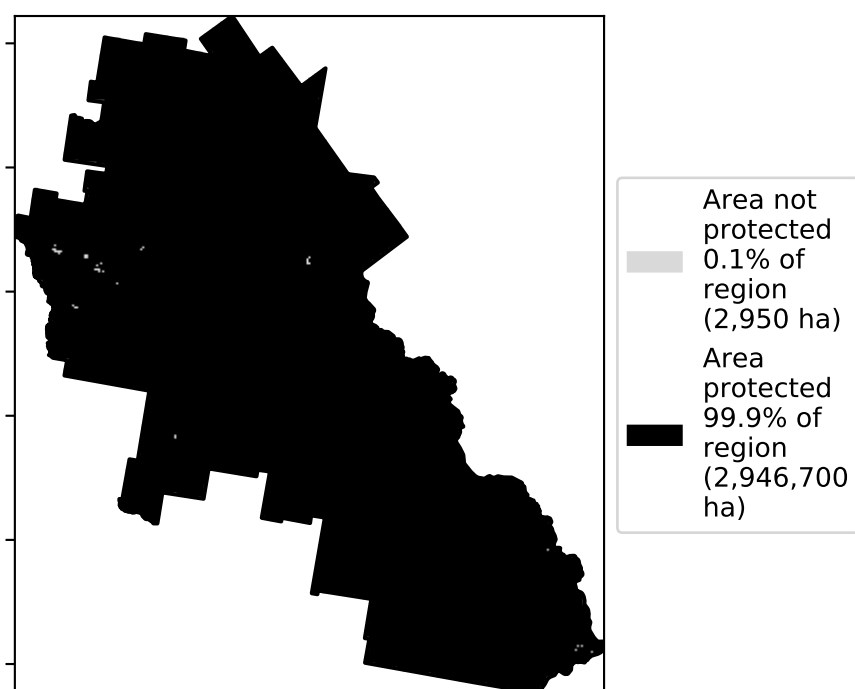 Area not
protected
0.1% of
region
(2,950 ha)
Area
protected
99.9% of
region
(2,946,700
ha)